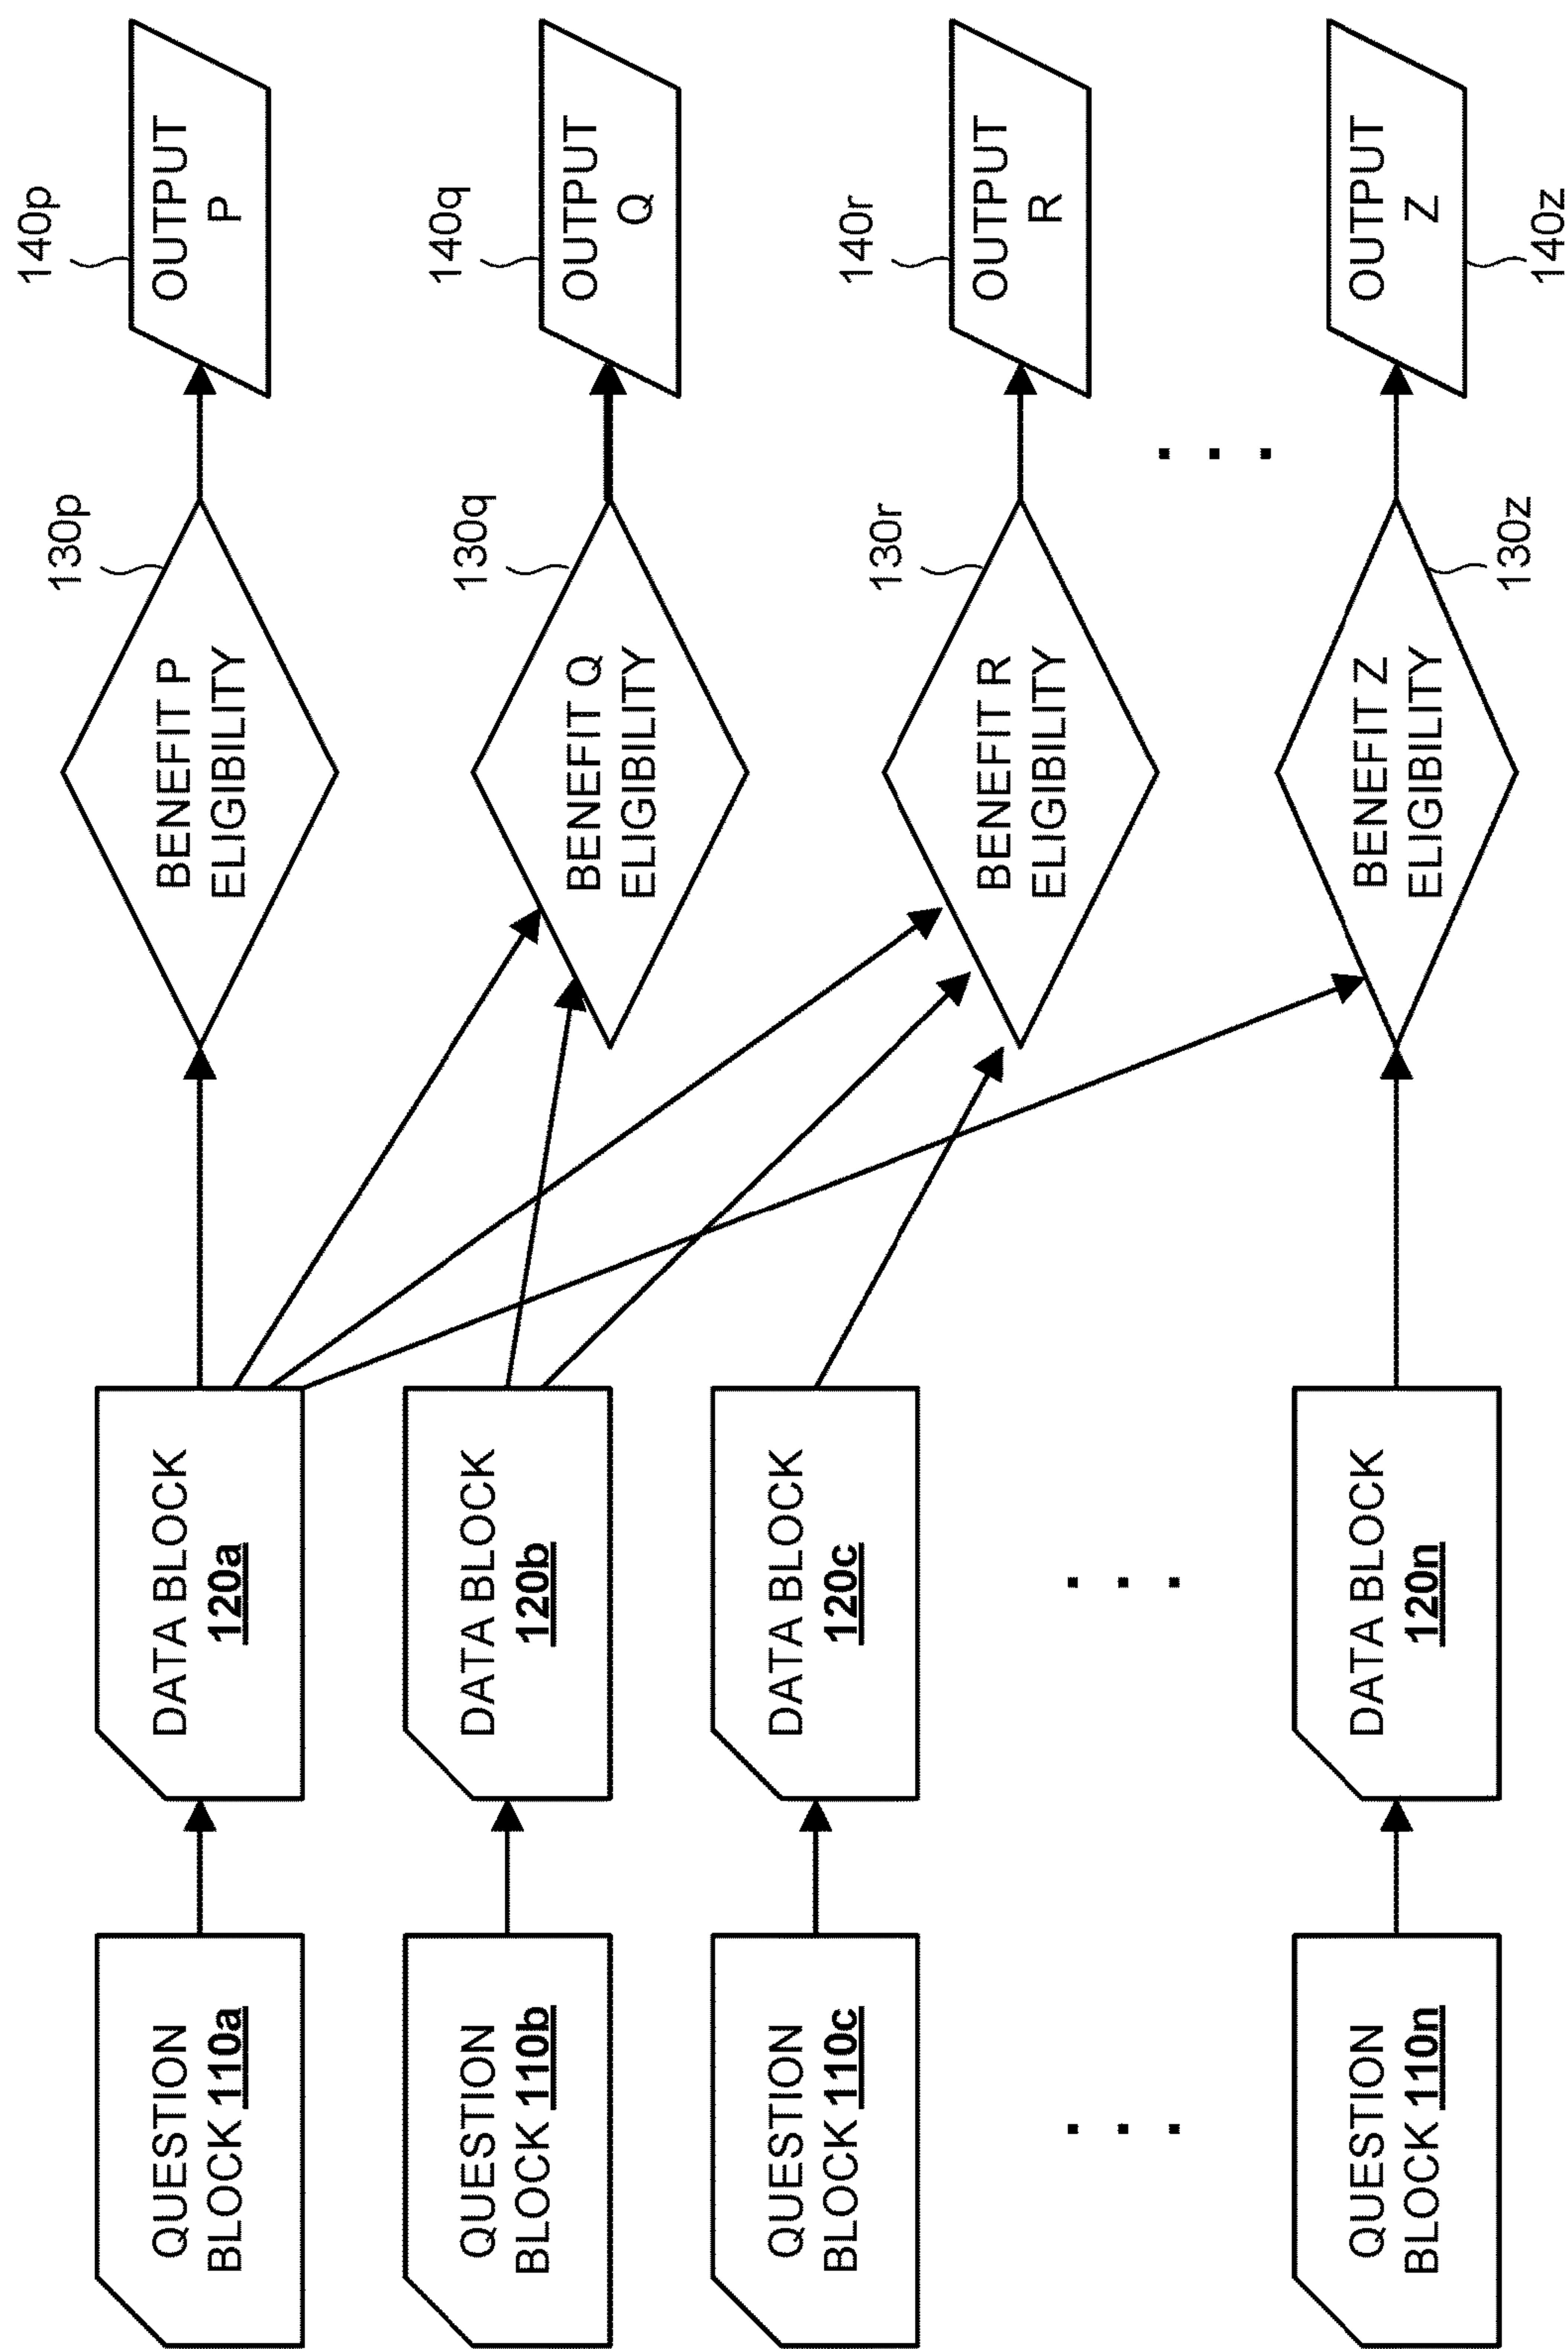 QUESTION
BLOCK 110a
DATA BLOCK
120a
BENEFIT P
ELIGIBILITY
130p
OUTPUT
P
140p
QUESTION
BLOCK 110b
DATA BLOCK
120b
BENEFIT Q
ELIGIBILITY
130q
OUTPUT
Q
140q
QUESTION
BLOCK 110c
DATA BLOCK
120c
BENEFIT R
ELIGIBILITY
130r
OUTPUT
R
140r
. . .
. . .
. . .
QUESTION
BLOCK 110n
DATA BLOCK
120n
BENEFIT Z
ELIGIBILITY
130z
OUTPUT
Z
140z